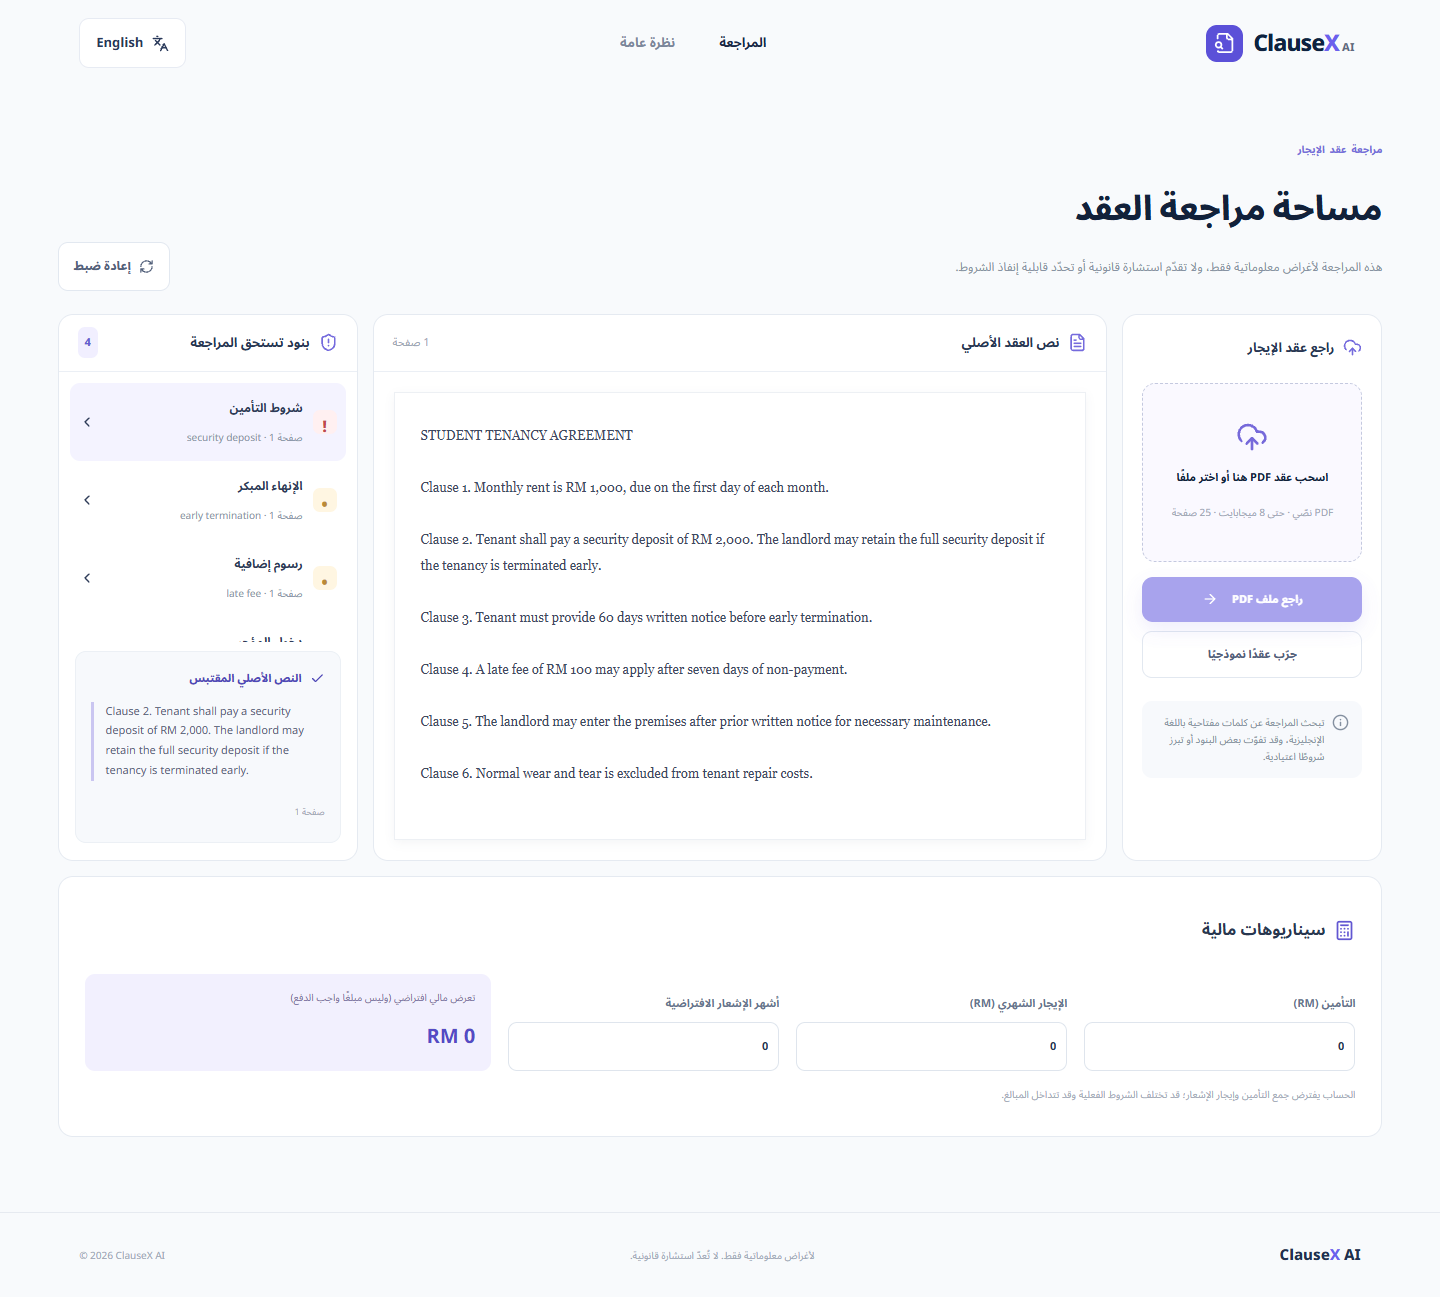 ClauseX AI
المراجعة
نظرة عامة
English
مراجعة عقد الإيجار
مساحة مراجعة العقد
هذه المراجعة لأغراض معلوماتية فقط، ولا تقدّم استشارة قانونية أو تحدّد قابلية إنفاذ الشروط.
إعادة ضبط
راجع عقد الإيجار
اسحب عقد PDF هنا أو اختر ملفًا
PDF نصّي · حتى 8 ميجابايت · 25 صفحة
راجع ملف PDF
جرّب عقدًا نموذجيًا
تبحث المراجعة عن كلمات مفتاحية باللغة
الإنجليزية، وقد تفوّت بعض البنود أو تبرز
شروطًا اعتيادية.
نص العقد الأصلي
1 صفحة
STUDENT TENANCY AGREEMENT
Clause 1. Monthly rent is RM 1,000, due on the first day of each month.
Clause 2. Tenant shall pay a security deposit of RM 2,000. The landlord may retain the full security deposit if
the tenancy is terminated early.
Clause 3. Tenant must provide 60 days written notice before early termination.
Clause 4. A late fee of RM 100 may apply after seven days of non-payment.
Clause 5. The landlord may enter the premises after prior written notice for necessary maintenance.
Clause 6. Normal wear and tear is excluded from tenant repair costs.
بنود تستحق المراجعة
4
شروط التأمين
صفحة 1 · security deposit
الإنهاء المبكر
صفحة 1 · early termination
رسوم إضافية
صفحة 1 · late fee
النص الأصلي المقتبس
Clause 2. Tenant shall pay a security
deposit of RM 2,000. The landlord may
retain the full security deposit if the
tenancy is terminated early.
صفحة 1
سيناريوهات مالية
التأمين (RM)
0
الإيجار الشهري (RM)
0
أشهر الإشعار الافتراضية
0
تعرض مالي افتراضي (وليس مبلغًا واجب الدفع)
RM 0
الحساب يفترض جمع التأمين وإيجار الإشعار؛ قد تختلف الشروط الفعلية وقد تتداخل المبالغ.
ClauseX AI
لأغراض معلوماتية فقط. لا تُعدّ استشارة قانونية.
© 2026 ClauseX AI